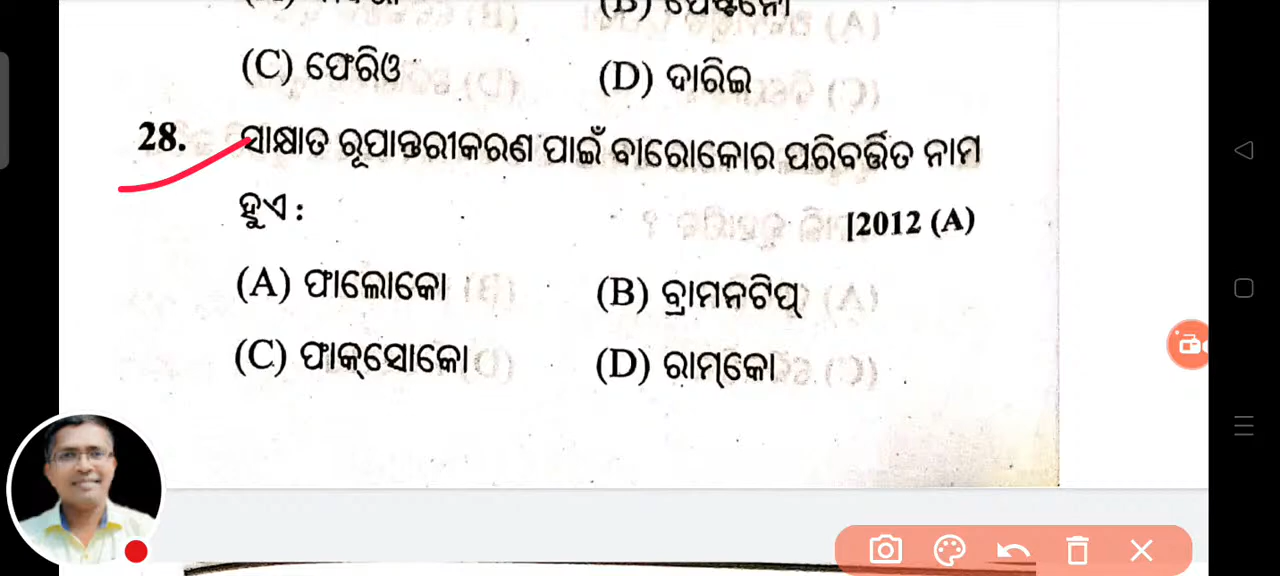 (C) ଫେରିଓ (D) ଦାରିଇ
28. ସାକ୍ଷାତ ରୂପାନ୍ତରୀକରଣ ପାଇଁ ବାରୋକୋର ପରିବର୍ତ୍ତିତ ନାମ
ହୁଏ : [2012 (A)
(A) ଫାଲୋକୋ (B) ବ୍ରାମନଟିପ୍
(C) ଫାକ୍‌ସୋକୋ (D) ରାମ୍‌କୋ